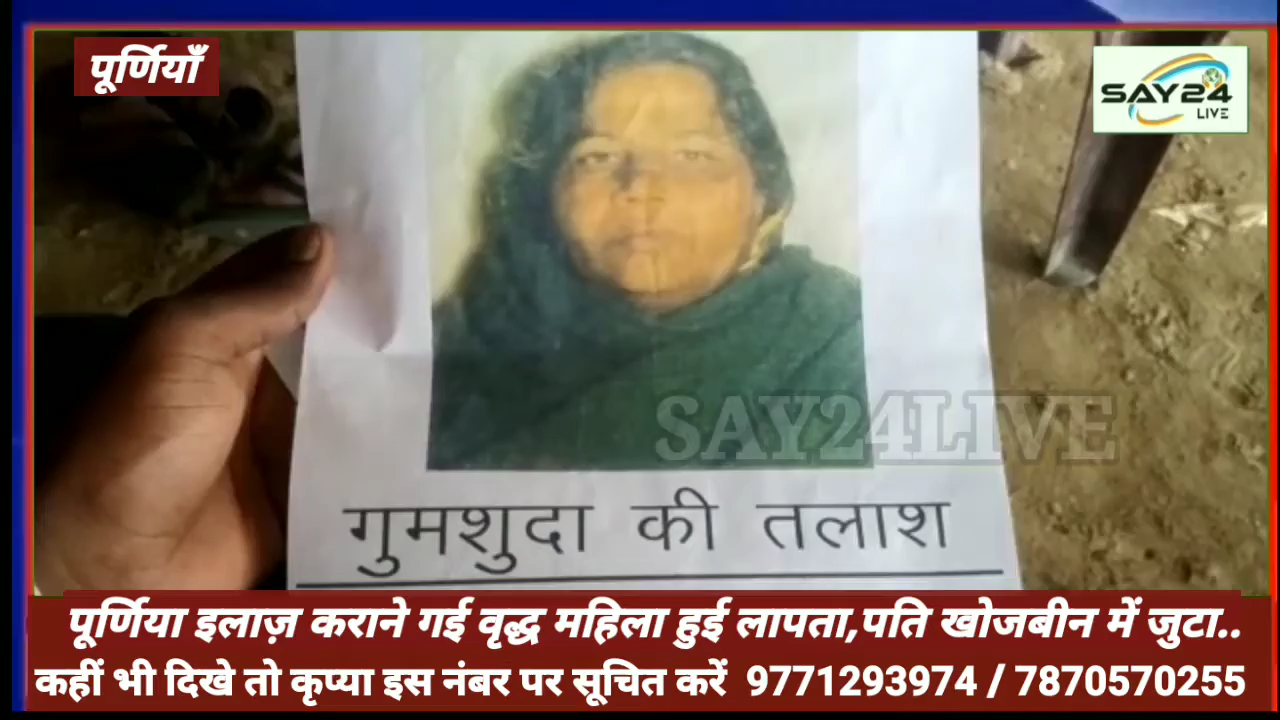 पूर्णियाँ
SAY24
LIVE
SAY24LIVE
गुमशुदा की तलाश
पूर्णिया इलाज़ कराने गई वृद्ध महिला हुई लापता,पति खोजबीन में जुटा..
कहीं भी दिखे तो कृप्या इस नंबर पर सूचित करें 9771293974 / 7870570255